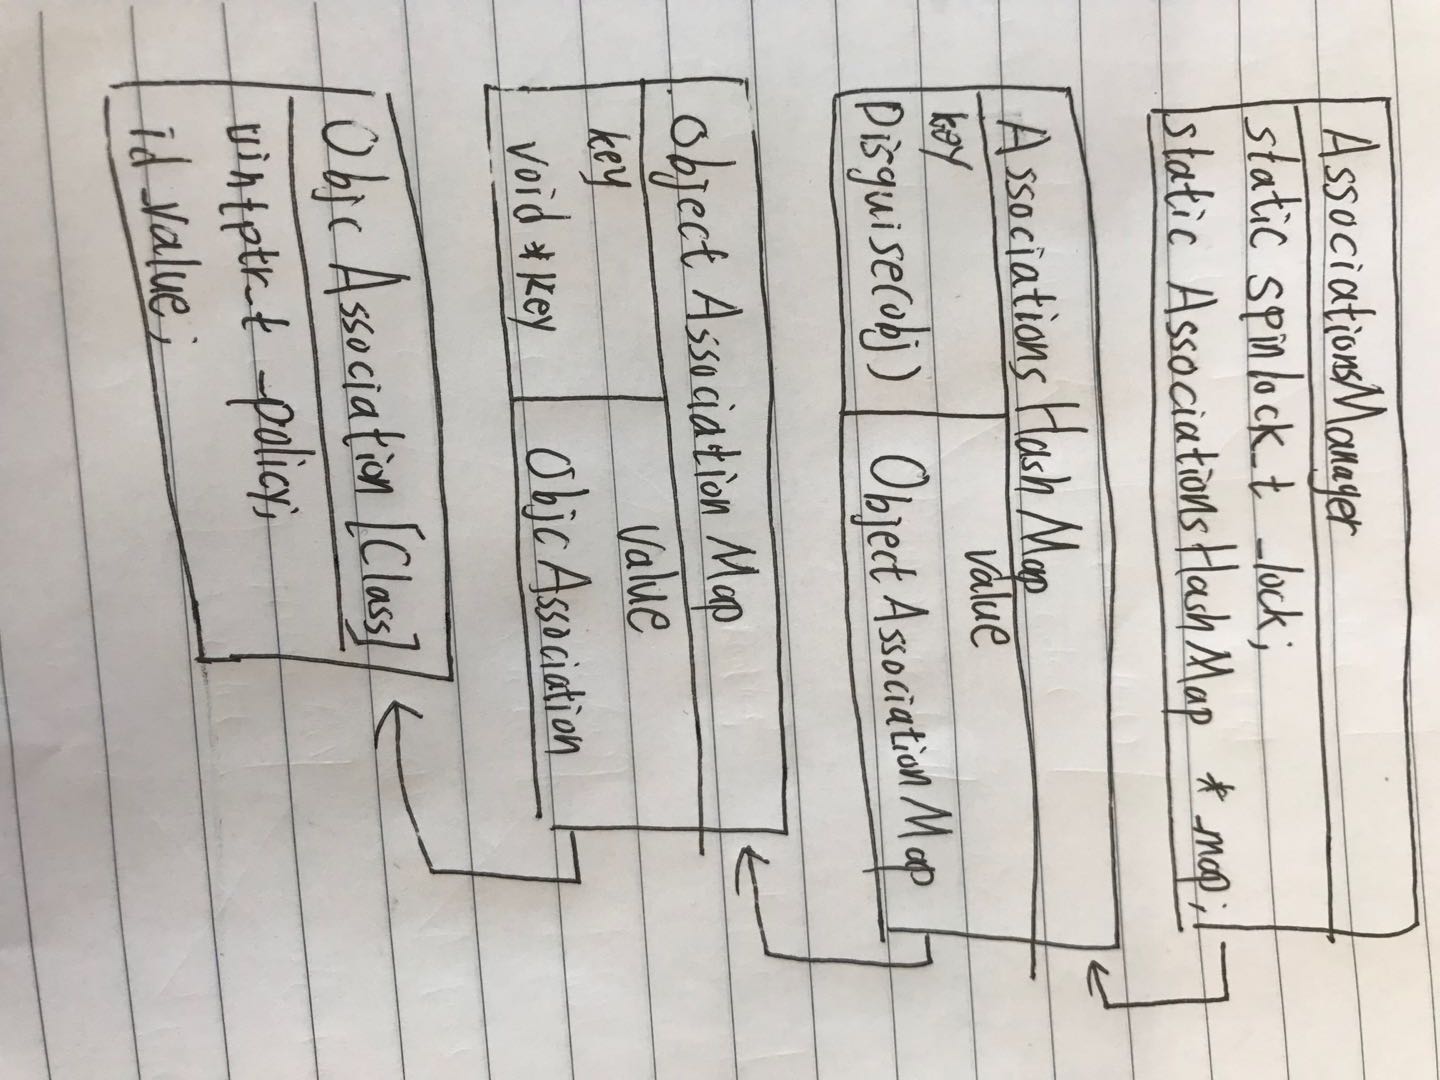 AssociationsManager
static spinlock_t _lock;
static AssociationsHashMap *_map;
AssociationsHashMap
key value
Disguise(obj) ObjectAssociationMap
ObjectAssociationMap
key value
void *key ObjcAssociation
ObjcAssociation [Class]
uintptr_t _policy;
id _value;